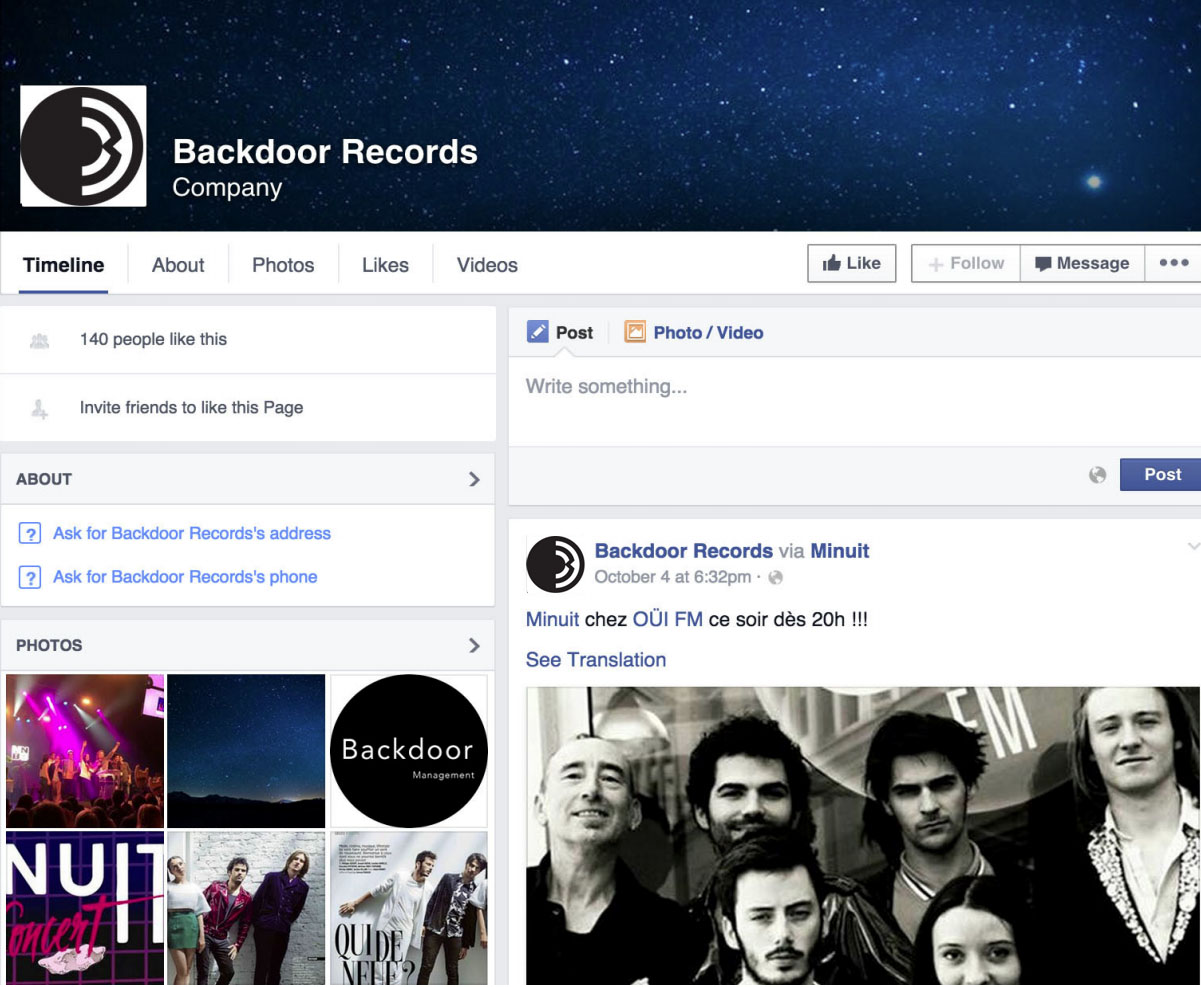 Backdoor Records
Company
Timeline
About
Photos
Likes
Videos
Like
Follow
Message
140 people like this
Invite friends to like this Page
ABOUT
Ask for Backdoor Records's address
Ask for Backdoor Records's phone
PHOTOS
Backdoor
Management
NUIT
Concert
QUI DE
NEUF?
Post
Photo / Video
Write something...
Post
Backdoor Records via Minuit
October 4 at 6:32pm ·
Minuit chez OÜI FM ce soir dès 20h !!!
See Translation
FM